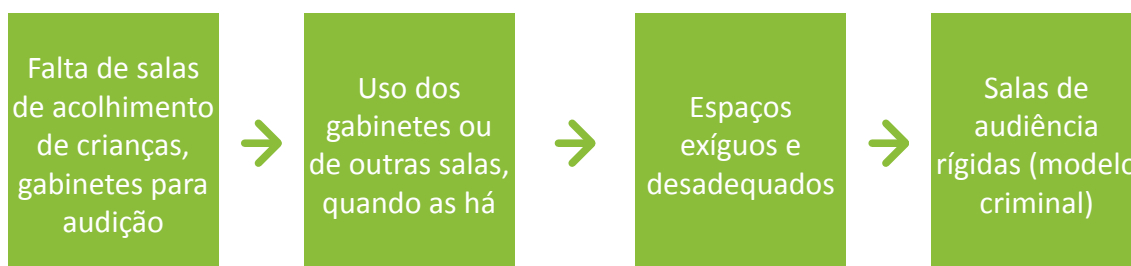 Falta de salas
de acolhimento
de crianças,
gabinetes para
audição
Uso dos
gabinetes ou
de outras salas,
quando as há
Espaços
exíguos e
desadequados
Salas de
audiência
rígidas (modelo
criminal)